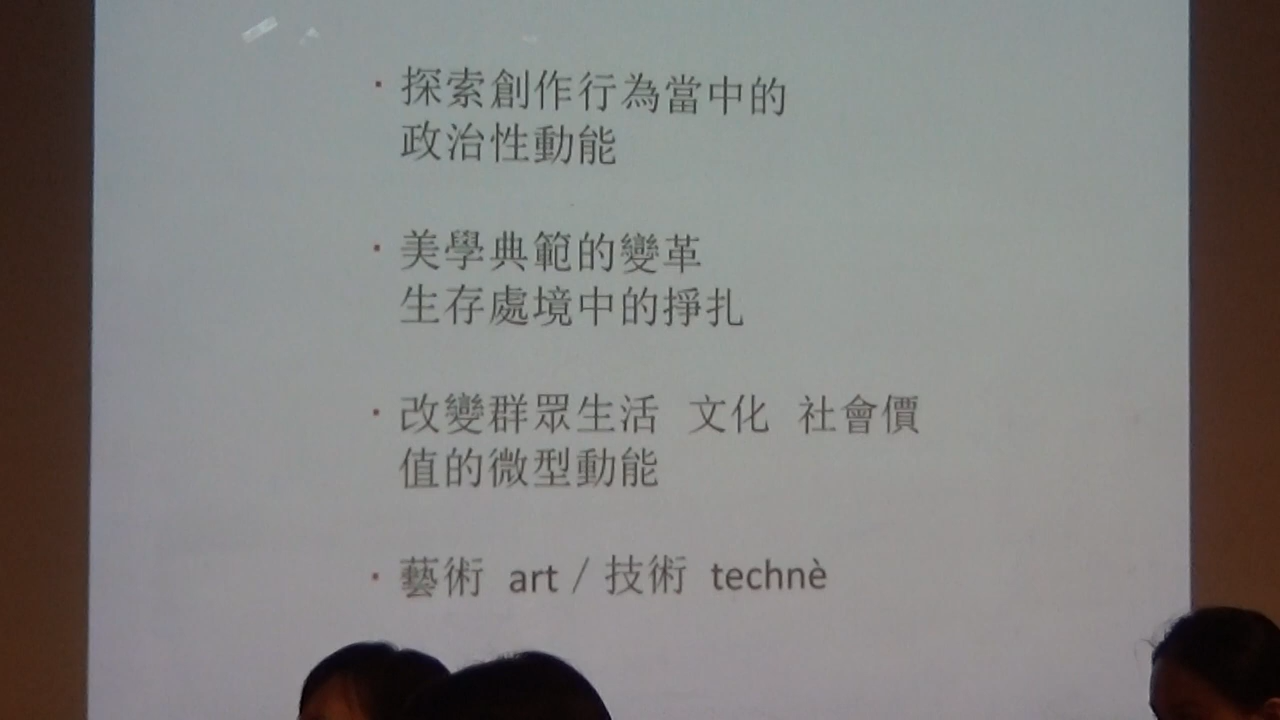 ・探索創作行為當中的
政治性動能
・美學典範的變革
生存處境中的掙扎
・改變群眾生活 文化 社會價
值的微型動能
・藝術 art / 技術 technè